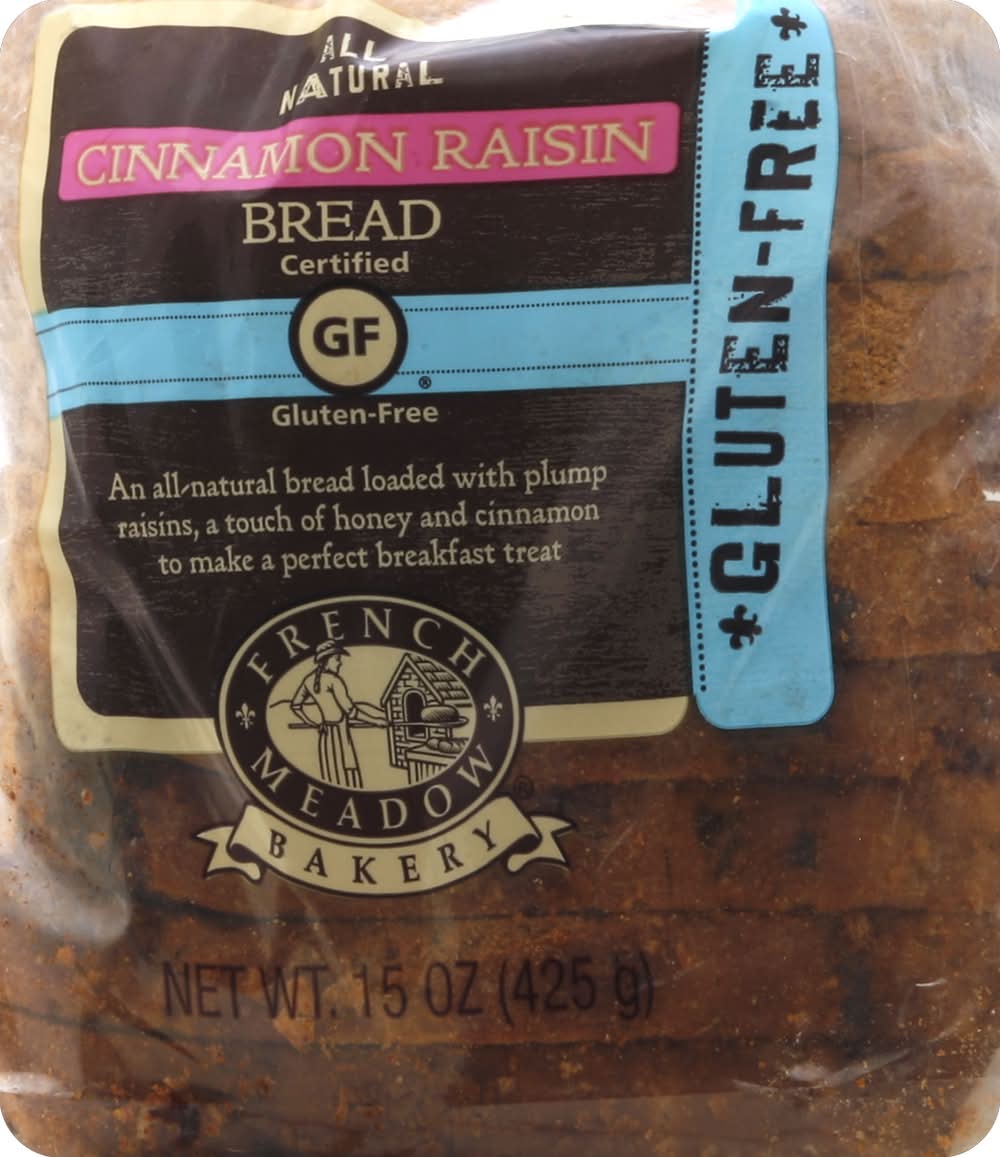 ALL
NATURAL
CINNAMON RAISIN
BREAD
Certified
GF
®
Gluten-Free
An all-natural bread loaded with plump
raisins, a touch of honey and cinnamon
to make a perfect breakfast treat
FRENCH
MEADOW
®
BAKERY
NET WT. 15 OZ (425 g)
GLUTEN-FREE